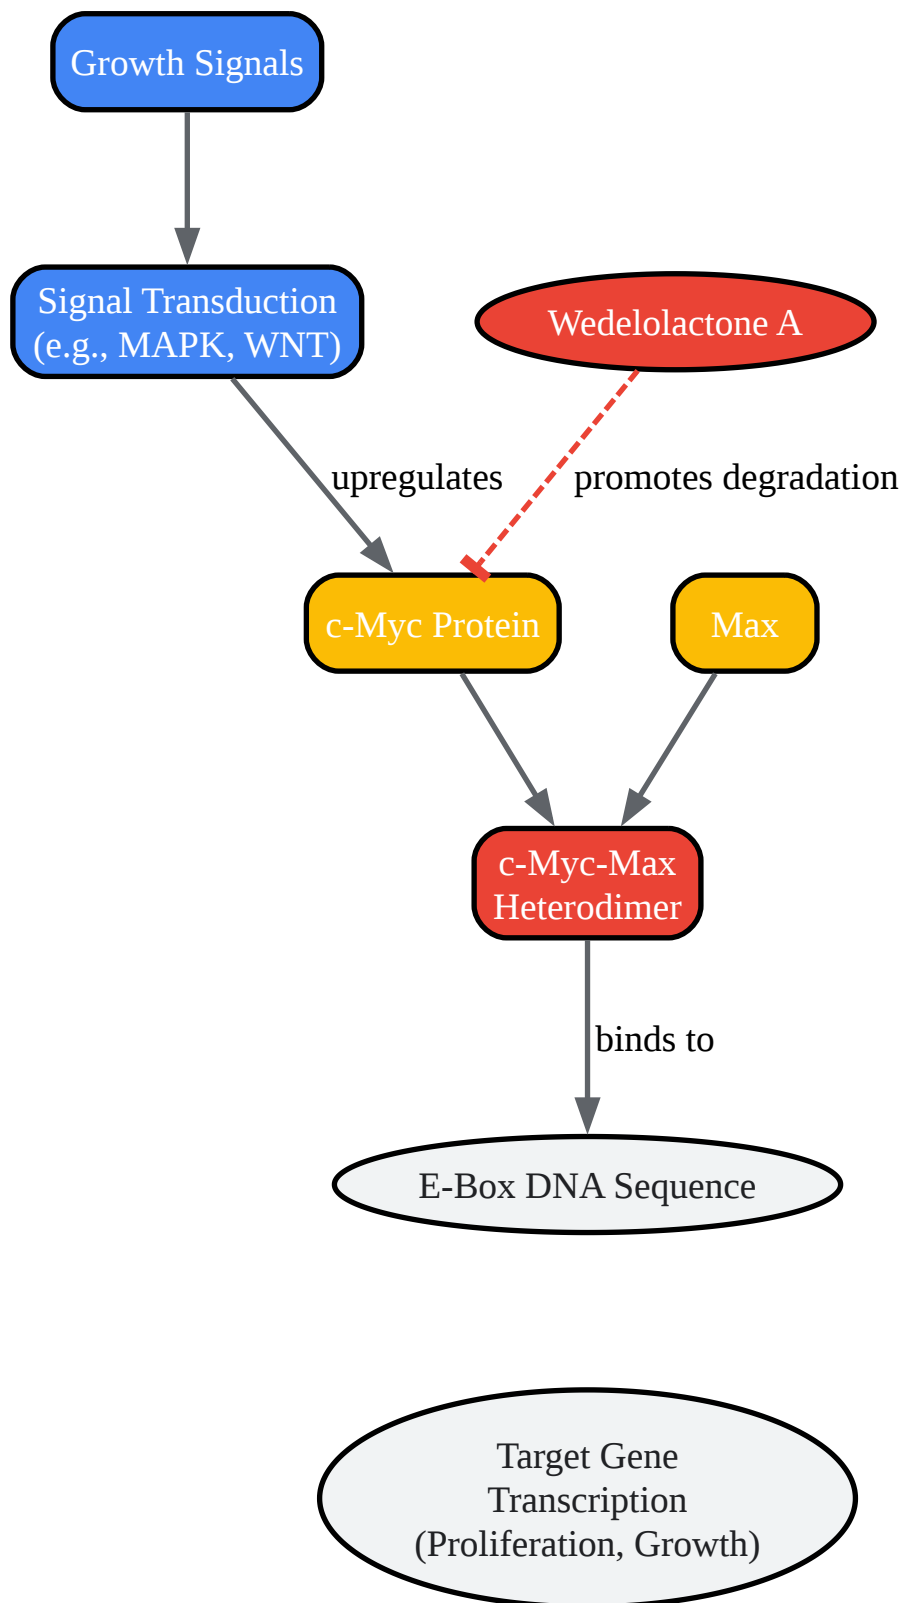 Growth Signals
Signal Transduction
(e.g., MAPK, WNT)
Wedelolactone A
upregulates
promotes degradation
c-Myc Protein
Max
c-Myc-Max
Heterodimer
binds to
E-Box DNA Sequence
Target Gene
Transcription
(Proliferation, Growth)